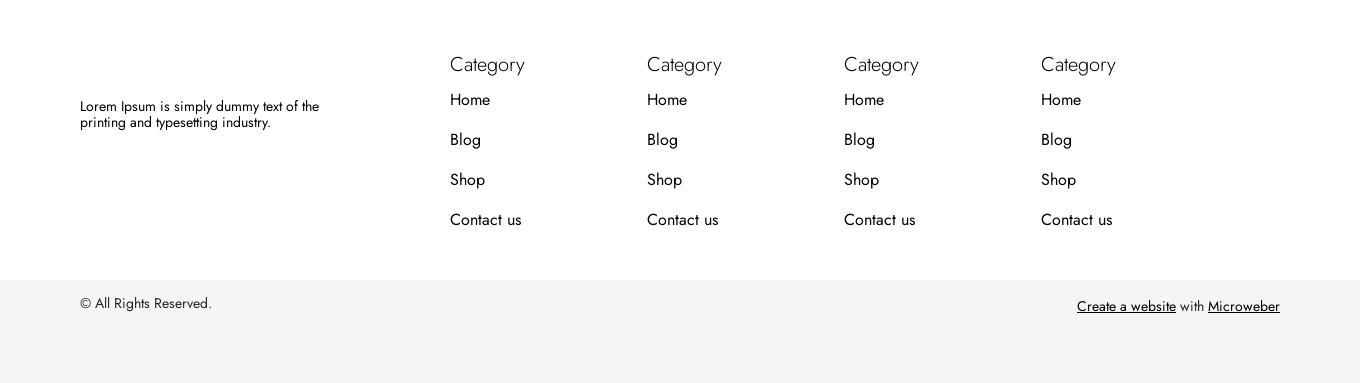 Lorem Ipsum is simply dummy text of the
printing and typesetting industry.
Category
Home
Blog
Shop
Contact us
Category
Home
Blog
Shop
Contact us
Category
Home
Blog
Shop
Contact us
Category
Home
Blog
Shop
Contact us
© All Rights Reserved.
Create a website with Microweber